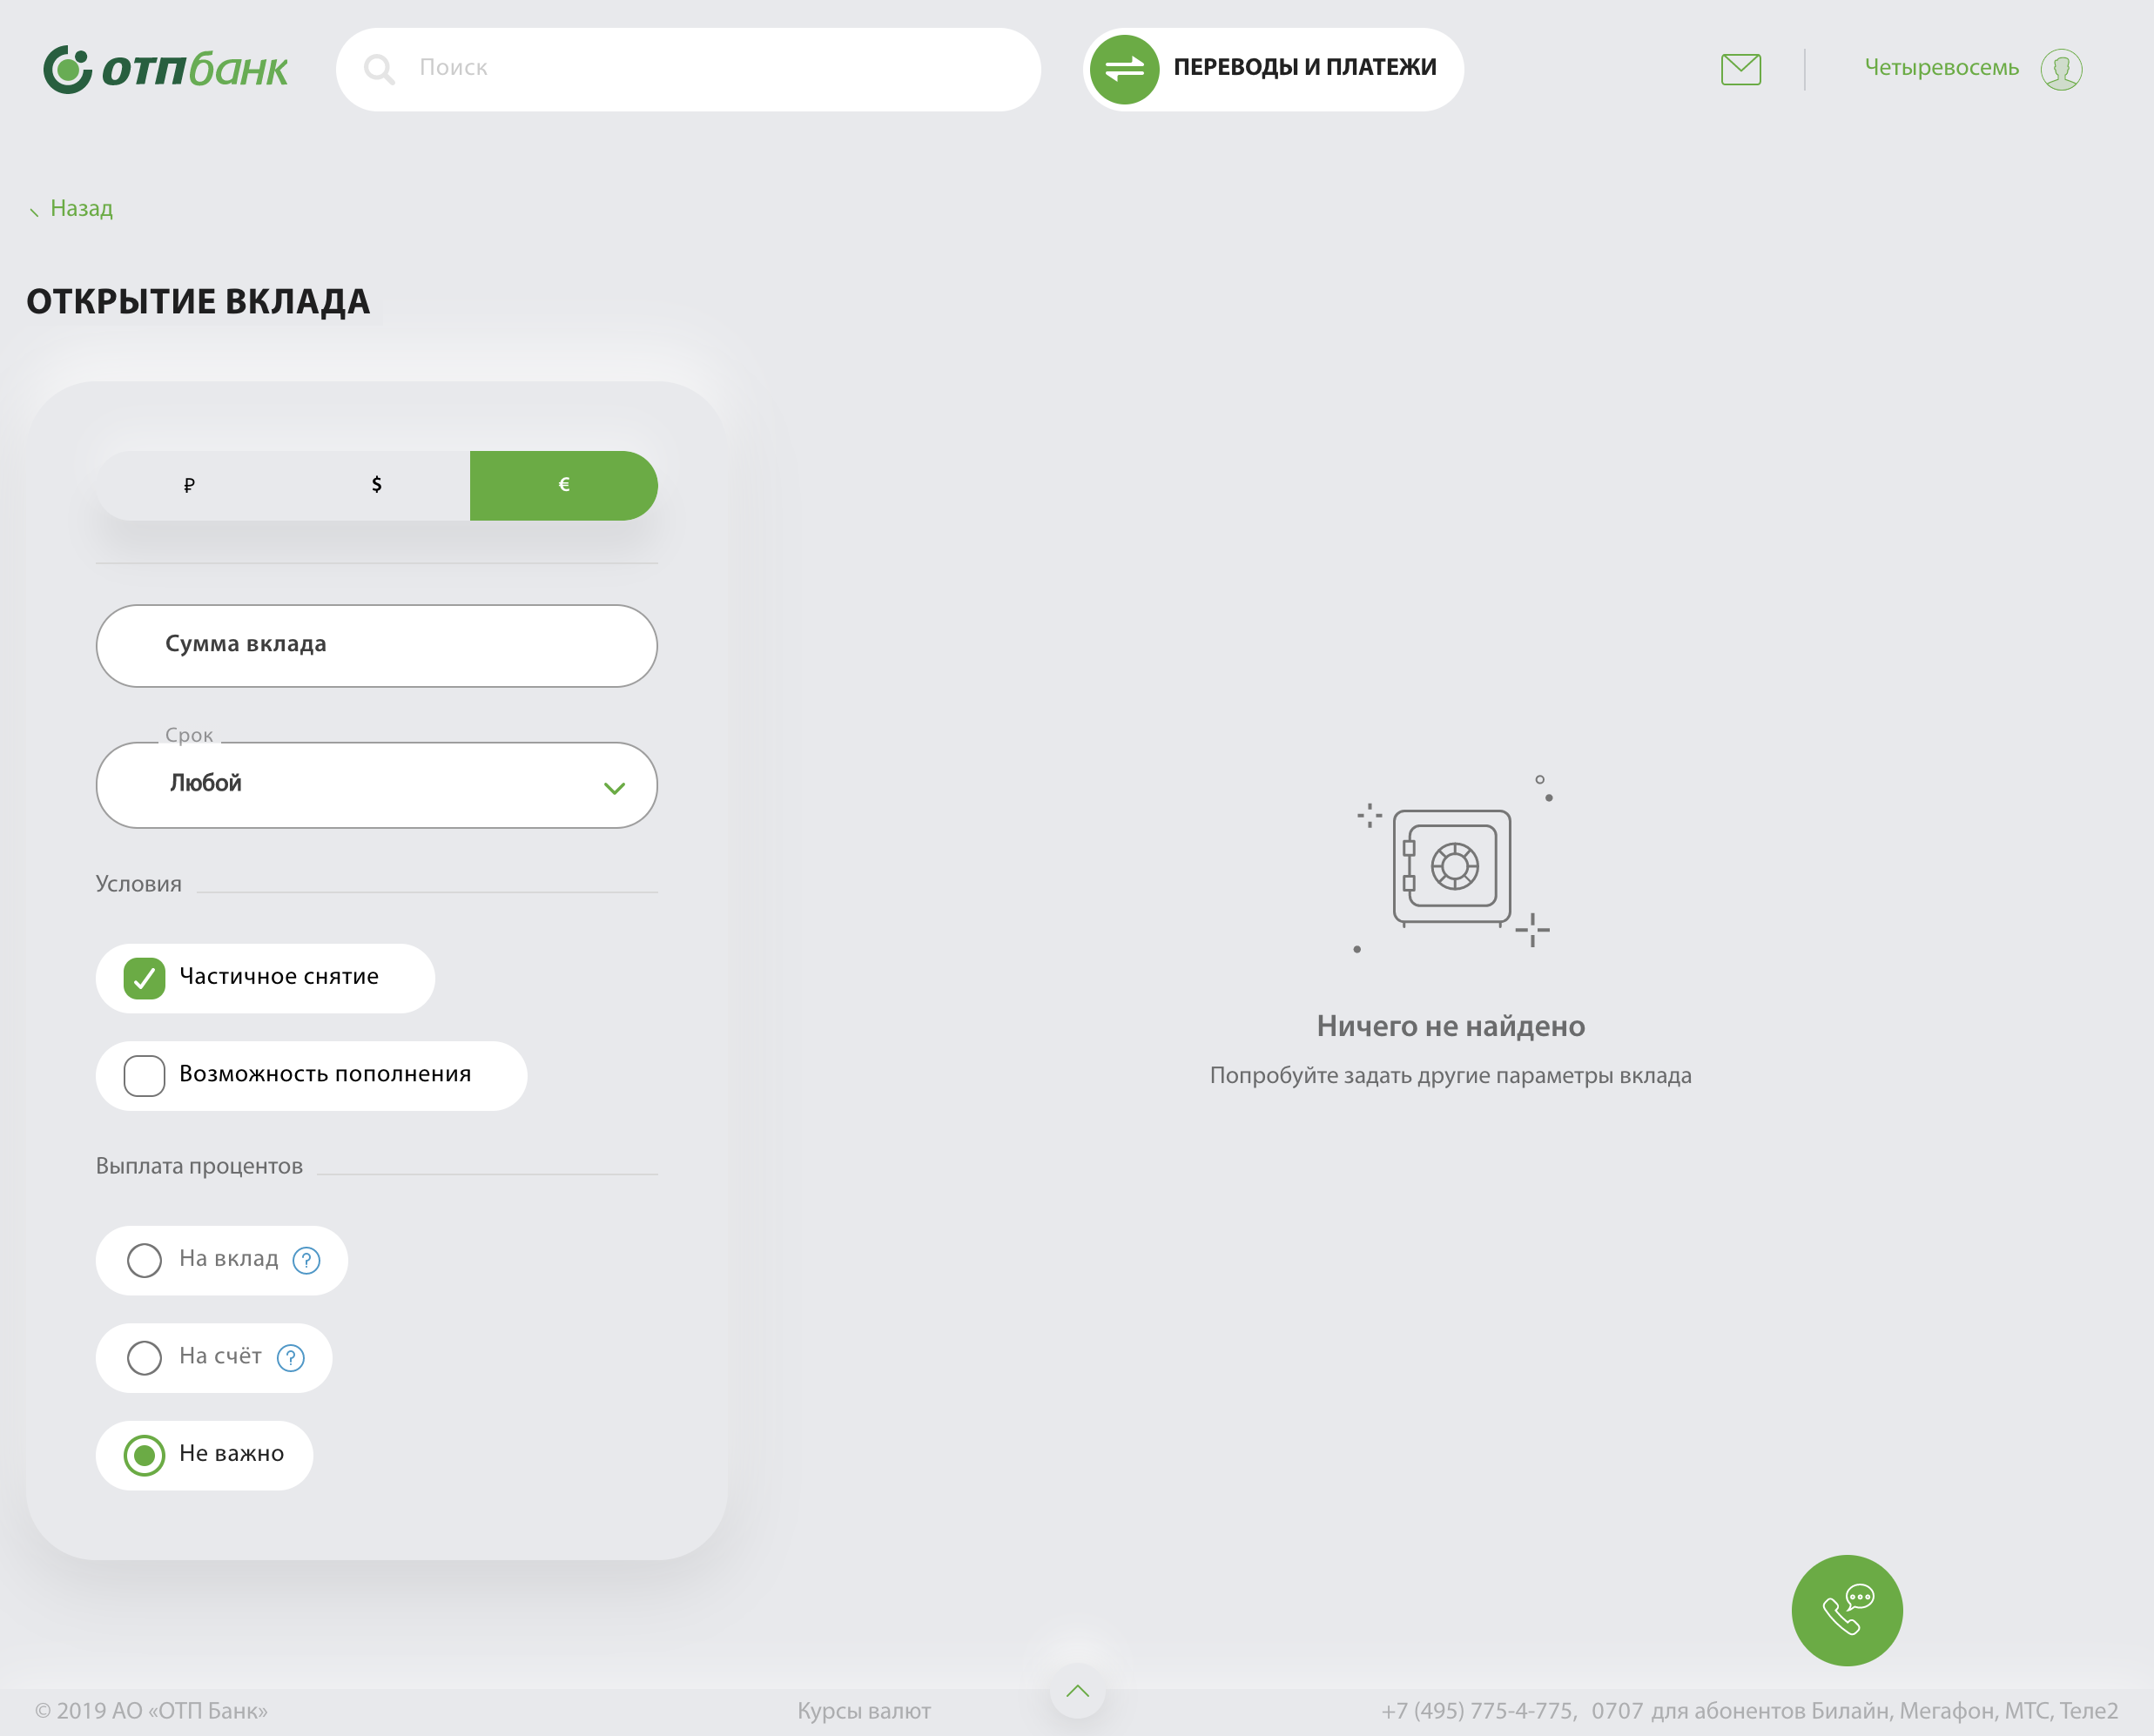 отпбанк
Поиск
ПЕРЕВОДЫ И ПЛАТЕЖИ
Четыревосемь
Назад
ОТКРЫТИЕ ВКЛАДА
₽ $ €
Сумма вклада
Срок
Любой
Условия
Частичное снятие
Возможность пополнения
Выплата процентов
На вклад ?
На счёт ?
Не важно
Ничего не найдено
Попробуйте задать другие параметры вклада
© 2019 АО «ОТП Банк» Курсы валют +7 (495) 775-4-775, 0707 для абонентов Билайн, Мегафон, МТС, Теле2